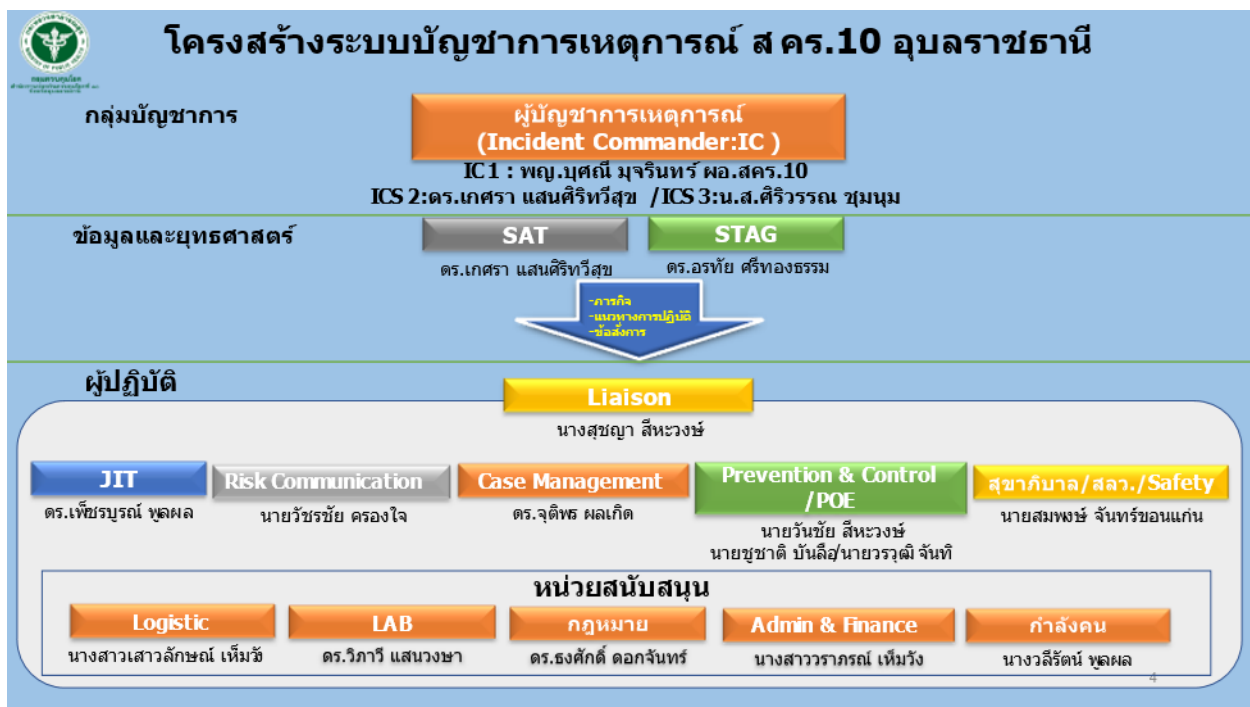 โครงสร้างระบบบัญชาการเหตุการณ์ สคร.10 อุบลราชธานี
กรมควบคุมโรค
กลุ่มบัญชาการ
ผู้บัญชาการเหตุการณ์
(Incident Commander:IC )
IC 1 : พญ.บุศณี มุจรินทร์ ผอ.สคร.10
ICS 2:ดร.เกศรา แสนศิริทวีสุข /ICS 3:น.ส.ศิริวรรณ ชุมนุม
ข้อมูลและยุทธศาสตร์
SAT
STAG
ดร.เกศรา แสนศิริทวีสุข
ดร.อรทัย ศรีทองธรรม
-ภารกิจ
-แนวทางการปฏิบัติ
-ข้อสั่งการ
ผู้ปฏิบัติ
Liaison
นางสุชญา สีหะวงษ์
JIT
Risk Communication
Case Management
Prevention & Control
/POE
สุขาภิบาล/สลว./Safety
ดร.เพ็ชรบูรณ์ พูลผล
นายวัชรชัย ครองใจ
ดร.จุติพร ผลเกิด
นายวันชัย สีหะวงษ์
นายชูชาติ บันลือ/นายวรวุฒิ จันทิ
นายสมพงษ์ จันทร์ขอนแก่น
หน่วยสนับสนุน
Logistic
LAB
กฎหมาย
Admin & Finance
กำลังคน
นางสาวเสาวลักษณ์ เห็มวั
ดร.วิภาวี แสนวงษา
ดร.ธงศักดิ์ ดอกจันทร์
นางสาววราภรณ์ เห็มวัง
นางวลีรัตน์ พูลผล
4